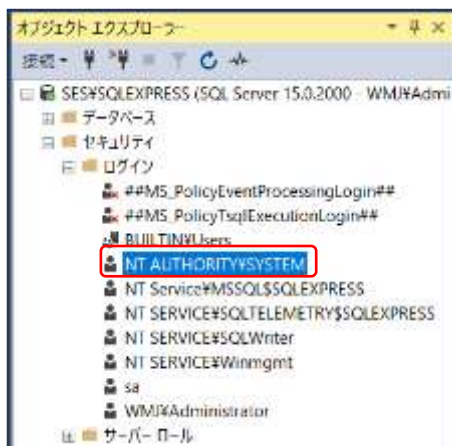 オブジェクト エクスプローラー
接続
SES¥SQLEXPRESS (SQL Server 15.0.2000 - WMJ¥Admi
データベース
セキュリティ
ログイン
##MS_PolicyEventProcessingLogin##
##MS_PolicyTsqlExecutionLogin##
BUILTIN¥Users
NT AUTHORITY¥SYSTEM
NT Service¥MSSQL$SQLEXPRESS
NT SERVICE¥SQLTELEMETRY$SQLEXPRESS
NT SERVICE¥SQLWriter
NT SERVICE¥Winmgmt
sa
WMJ¥Administrator
サーバー ロール